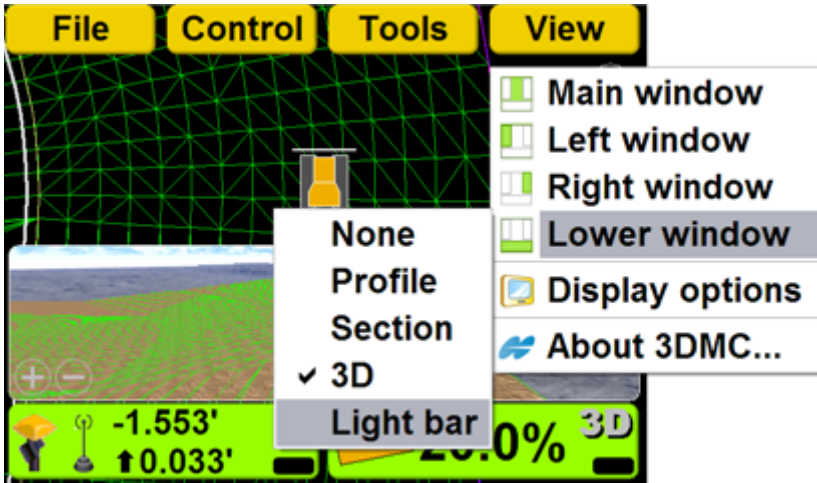 File Control Tools View
Main window
Left window
Right window
Lower window
Display options
About 3DMC...
None
Profile
Section
3D
Light bar
-1.553'
0.033'
.0% 3D